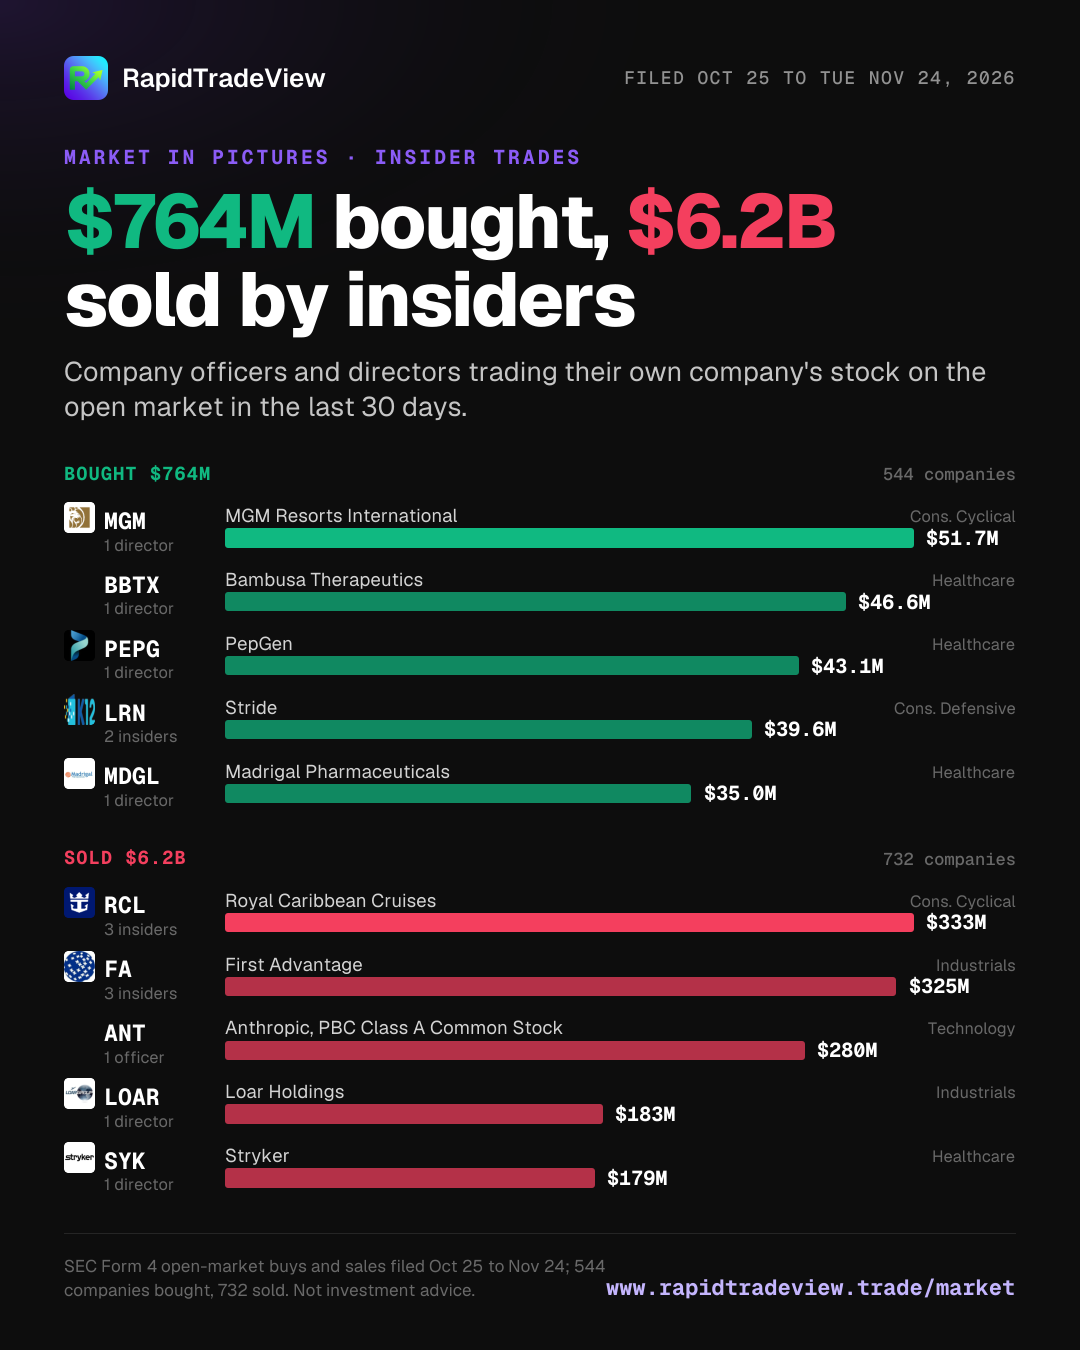 RapidTradeView
FILED OCT 25 TO TUE NOV 24, 2026
MARKET IN PICTURES · INSIDER TRADES
$764M bought, $6.2B
sold by insiders
Company officers and directors trading their own company's stock on the
open market in the last 30 days.
BOUGHT $764M
544 companies
MGM
1 director
MGM Resorts International
Cons. Cyclical
$51.7M
BBTX
1 director
Bambusa Therapeutics
Healthcare
$46.6M
PEPG
1 director
PepGen
Healthcare
$43.1M
K12
LRN
2 insiders
Stride
Cons. Defensive
$39.6M
Madrigal
MDGL
1 director
Madrigal Pharmaceuticals
Healthcare
$35.0M
SOLD $6.2B
732 companies
RCL
3 insiders
Royal Caribbean Cruises
Cons. Cyclical
$333M
FA
3 insiders
First Advantage
Industrials
$325M
ANT
1 officer
Anthropic, PBC Class A Common Stock
Technology
$280M
LOAR
1 director
Loar Holdings
Industrials
$183M
stryker
SYK
1 director
Stryker
Healthcare
$179M
SEC Form 4 open-market buys and sales filed Oct 25 to Nov 24; 544
companies bought, 732 sold. Not investment advice.
www.rapidtradeview.trade/market